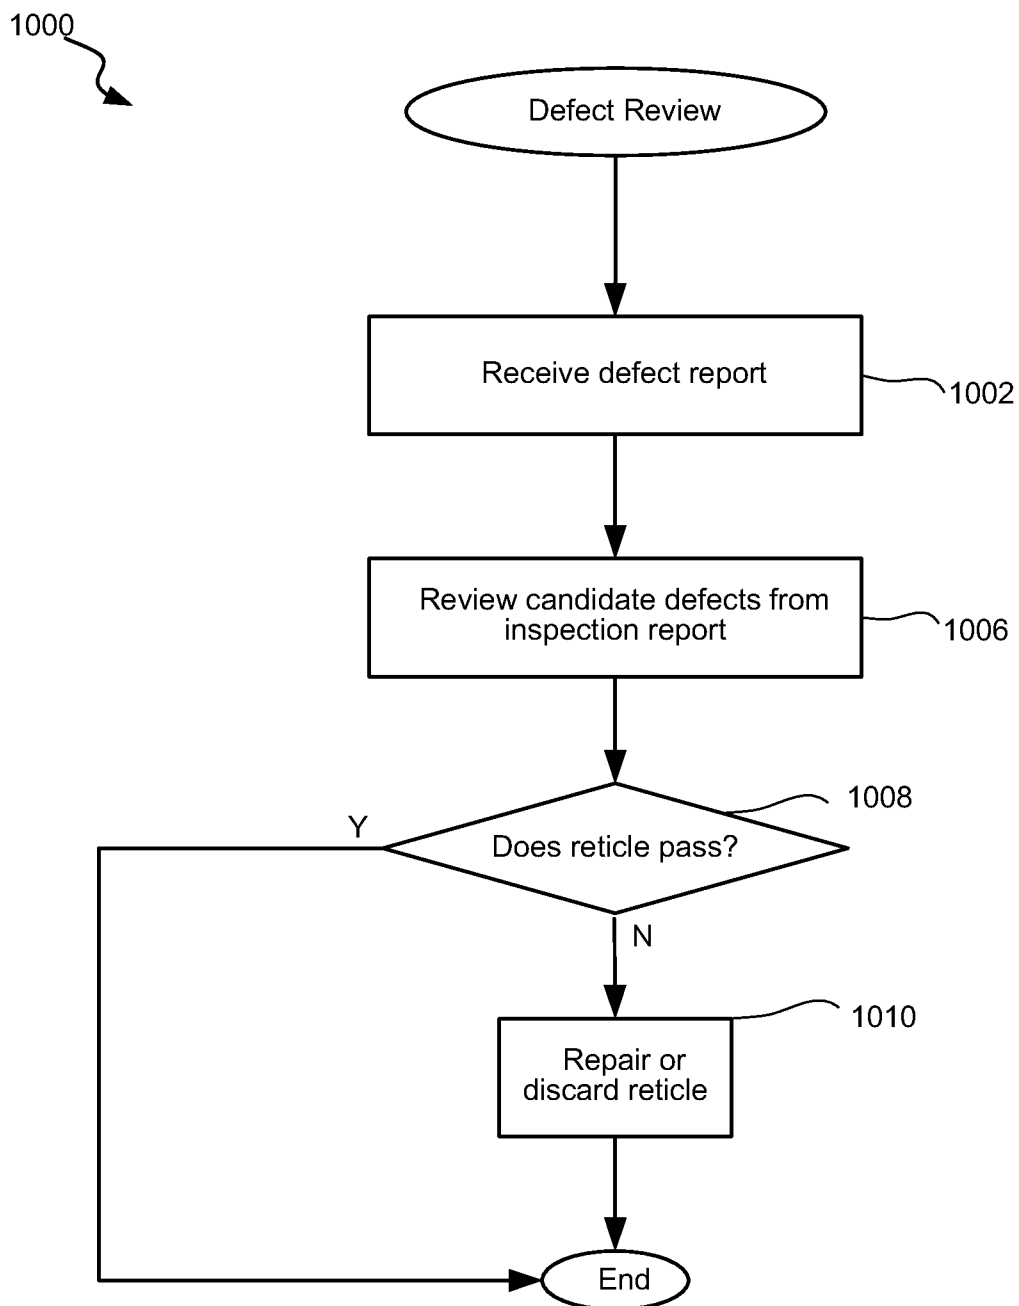 1000
Defect Review
Receive defect report
1002
Review candidate defects from
inspection report
1006
1008
Y
Does reticle pass?
N
1010
Repair or
discard reticle
End